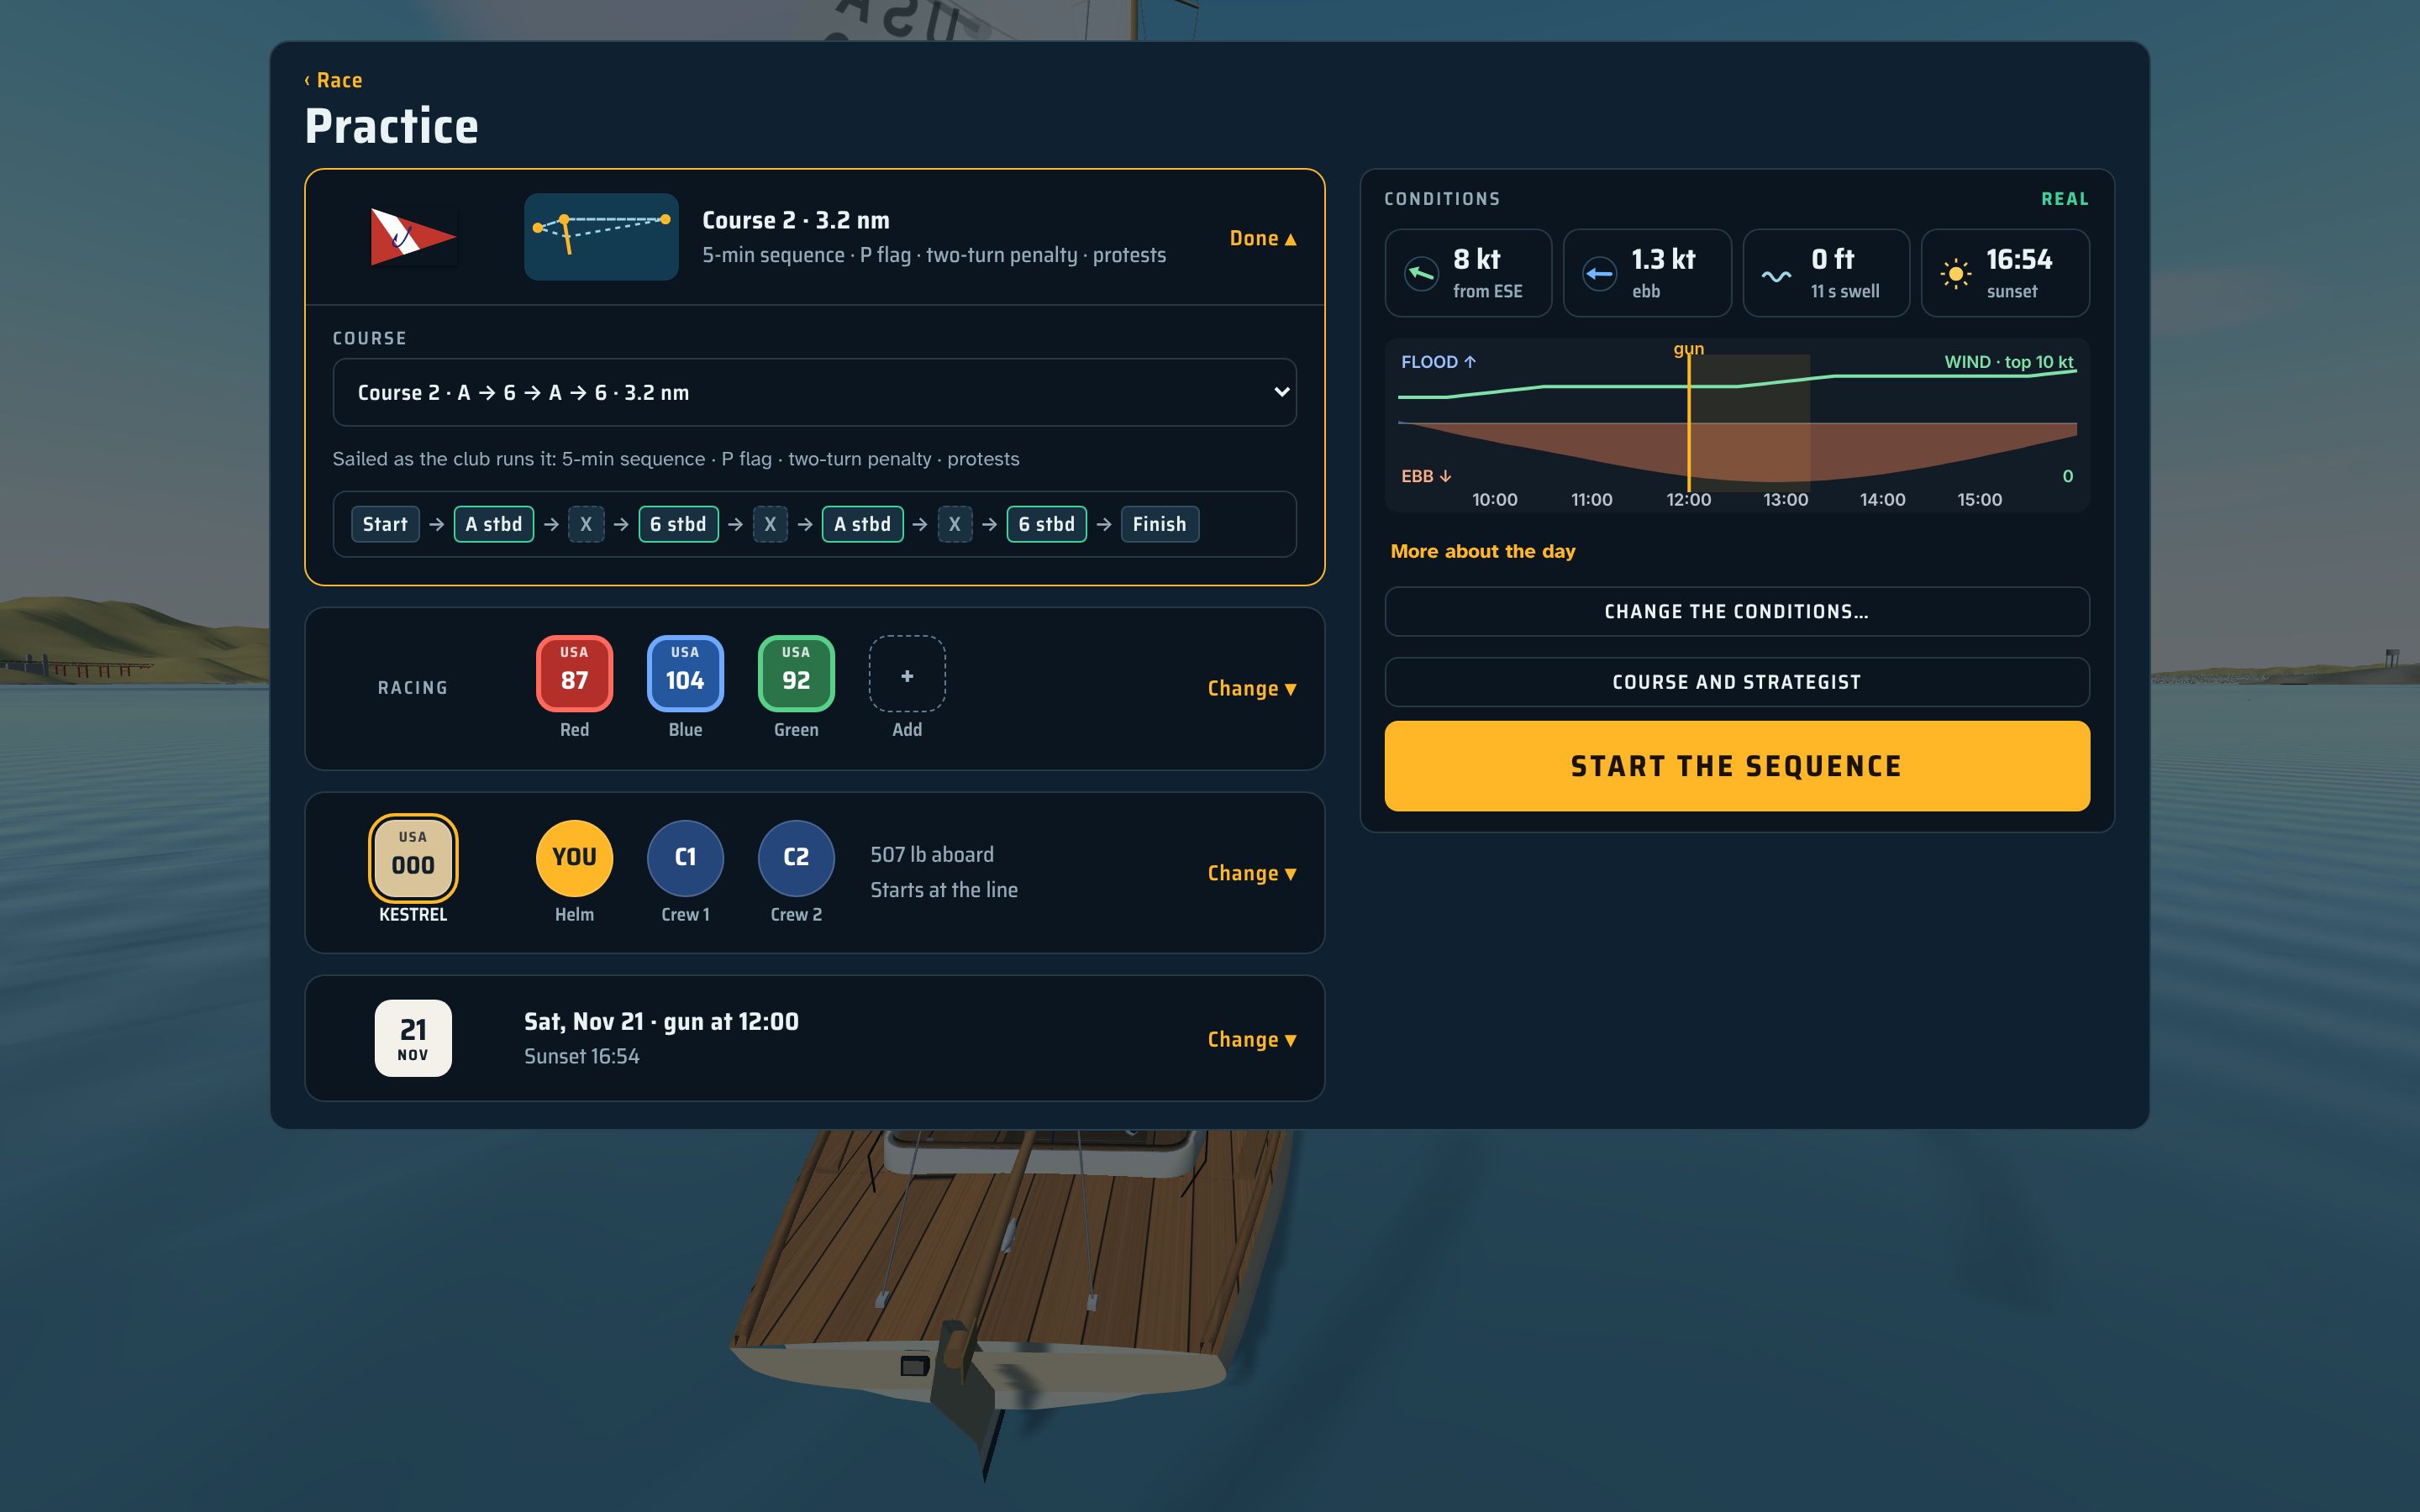 USA
‹ Race
Practice
Course 2 · 3.2 nm
5-min sequence · P flag · two-turn penalty · protests
Done ▴
COURSE
Course 2 · A → 6 → A → 6 · 3.2 nm
Sailed as the club runs it: 5-min sequence · P flag · two-turn penalty · protests
Start → A stbd → X → 6 stbd → X → A stbd → X → 6 stbd → Finish
RACING
USA 87
USA 104
USA 92
+
Red
Blue
Green
Add
Change ▾
USA 000
KESTREL
YOU
C1
C2
Helm
Crew 1
Crew 2
507 lb aboard
Starts at the line
Change ▾
21
NOV
Sat, Nov 21 · gun at 12:00
Sunset 16:54
Change ▾
CONDITIONS
REAL
8 kt
from ESE
1.3 kt
ebb
0 ft
11 s swell
16:54
sunset
gun
FLOOD ↑
WIND · top 10 kt
EBB ↓
0
10:00 11:00 12:00 13:00 14:00 15:00
More about the day
CHANGE THE CONDITIONS...
COURSE AND STRATEGIST
START THE SEQUENCE